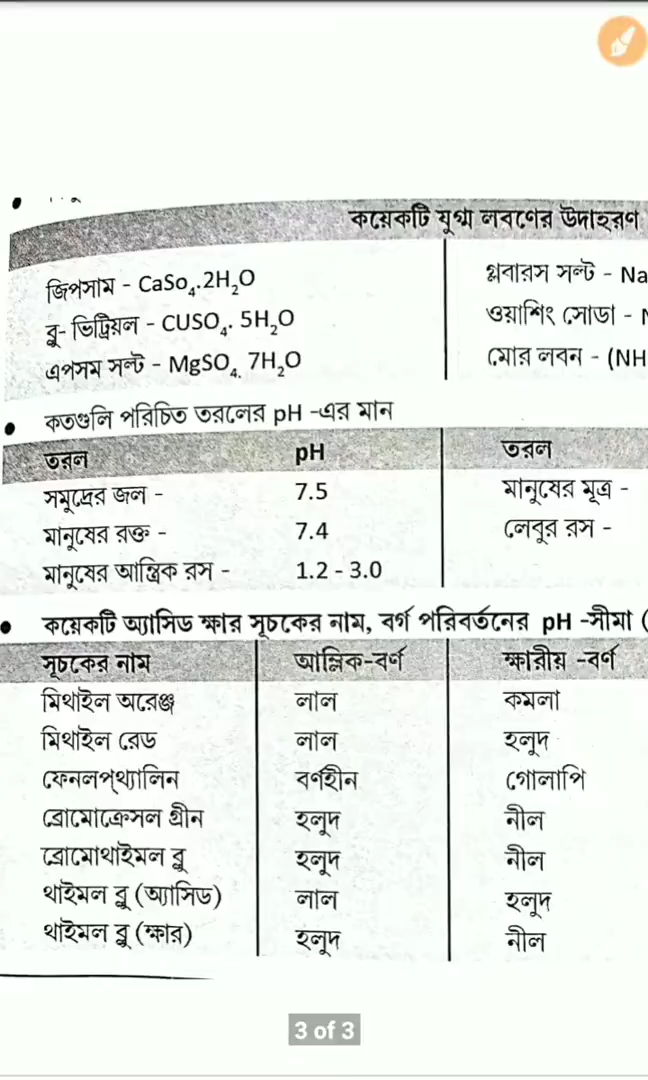 কয়েকটি যুগ্ম লবণের উদাহরণ
জিপসাম - CaSo₄.2H₂O
গ্লবারস সল্ট - Na
ব্লু- ভিট্রিয়ল - CUSO₄. 5H₂O
ওয়াশিং সোডা - N
এপসম সল্ট - MgSO₄. 7H₂O
মোর লবন - (NH
কতগুলি পরিচিত তরলের pH -এর মান
তরল pH তরল
সমুদ্রের জল - 7.5 মানুষের মূত্র -
মানুষের রক্ত - 7.4 লেবুর রস -
মানুষের আন্ত্রিক রস - 1.2 - 3.0
কয়েকটি অ্যাসিড ক্ষার সূচকের নাম, বর্ণ পরিবর্তনের pH -সীমা (
সূচকের নাম আম্লিক-বর্ণ ক্ষারীয় -বর্ণ
মিথাইল অরেঞ্জ লাল কমলা
মিথাইল রেড লাল হলুদ
ফেনলপ্থ্যালিন বর্ণহীন গোলাপি
ব্রোমোক্রেসল গ্রীন হলুদ নীল
ব্রোমোথাইমল ব্লু হলুদ নীল
থাইমল ব্লু (অ্যাসিড) লাল হলুদ
থাইমল ব্লু (ক্ষার) হলুদ নীল
3 of 3